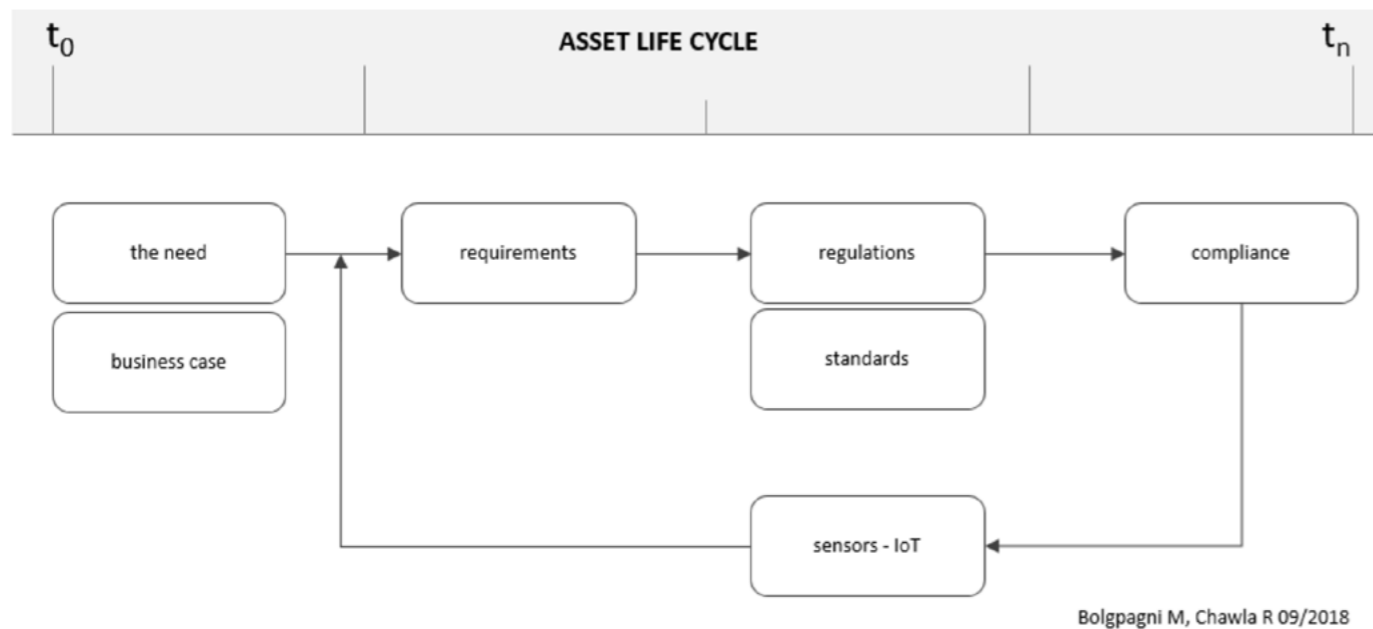 t0 ASSET LIFE CYCLE tn
the need
requirements
regulations
compliance
business case
standards
sensors - IoT
Bolgpagni M, Chawla R 09/2018